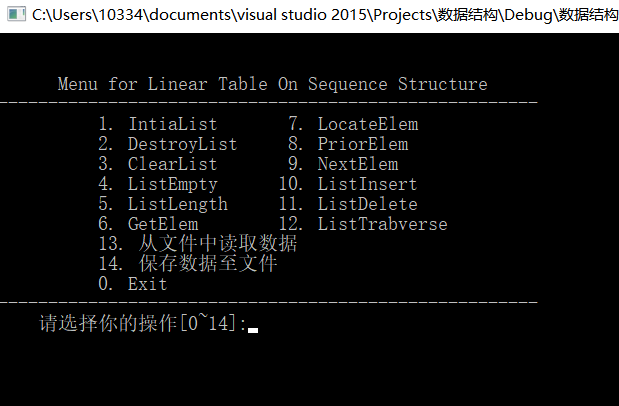 C:\Users\10334\documents\visual studio 2015\Projects\数据结构\Debug\数据结构
Menu for Linear Table On Sequence Structure
-------------------------------------------------------
1. IntiaList 7. LocateElem
2. DestroyList 8. PriorElem
3. ClearList 9. NextElem
4. ListEmpty 10. ListInsert
5. ListLength 11. ListDelete
6. GetElem 12. ListTrabverse
13. 从文件中读取数据
14. 保存数据至文件
0. Exit
-------------------------------------------------------
请选择你的操作[0~14]: